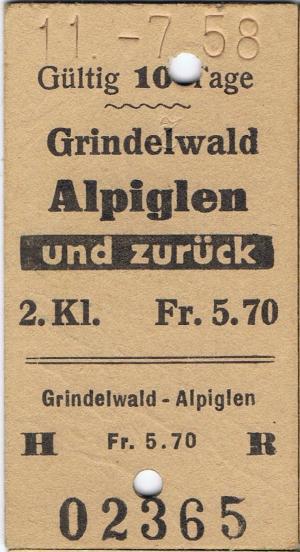 11.-7.58
Gültig 10 Tage
Grindelwald
Alpiglen
und zurück
2. Kl. Fr. 5.70
Grindelwald - Alpiglen
H Fr. 5.70 R
02365